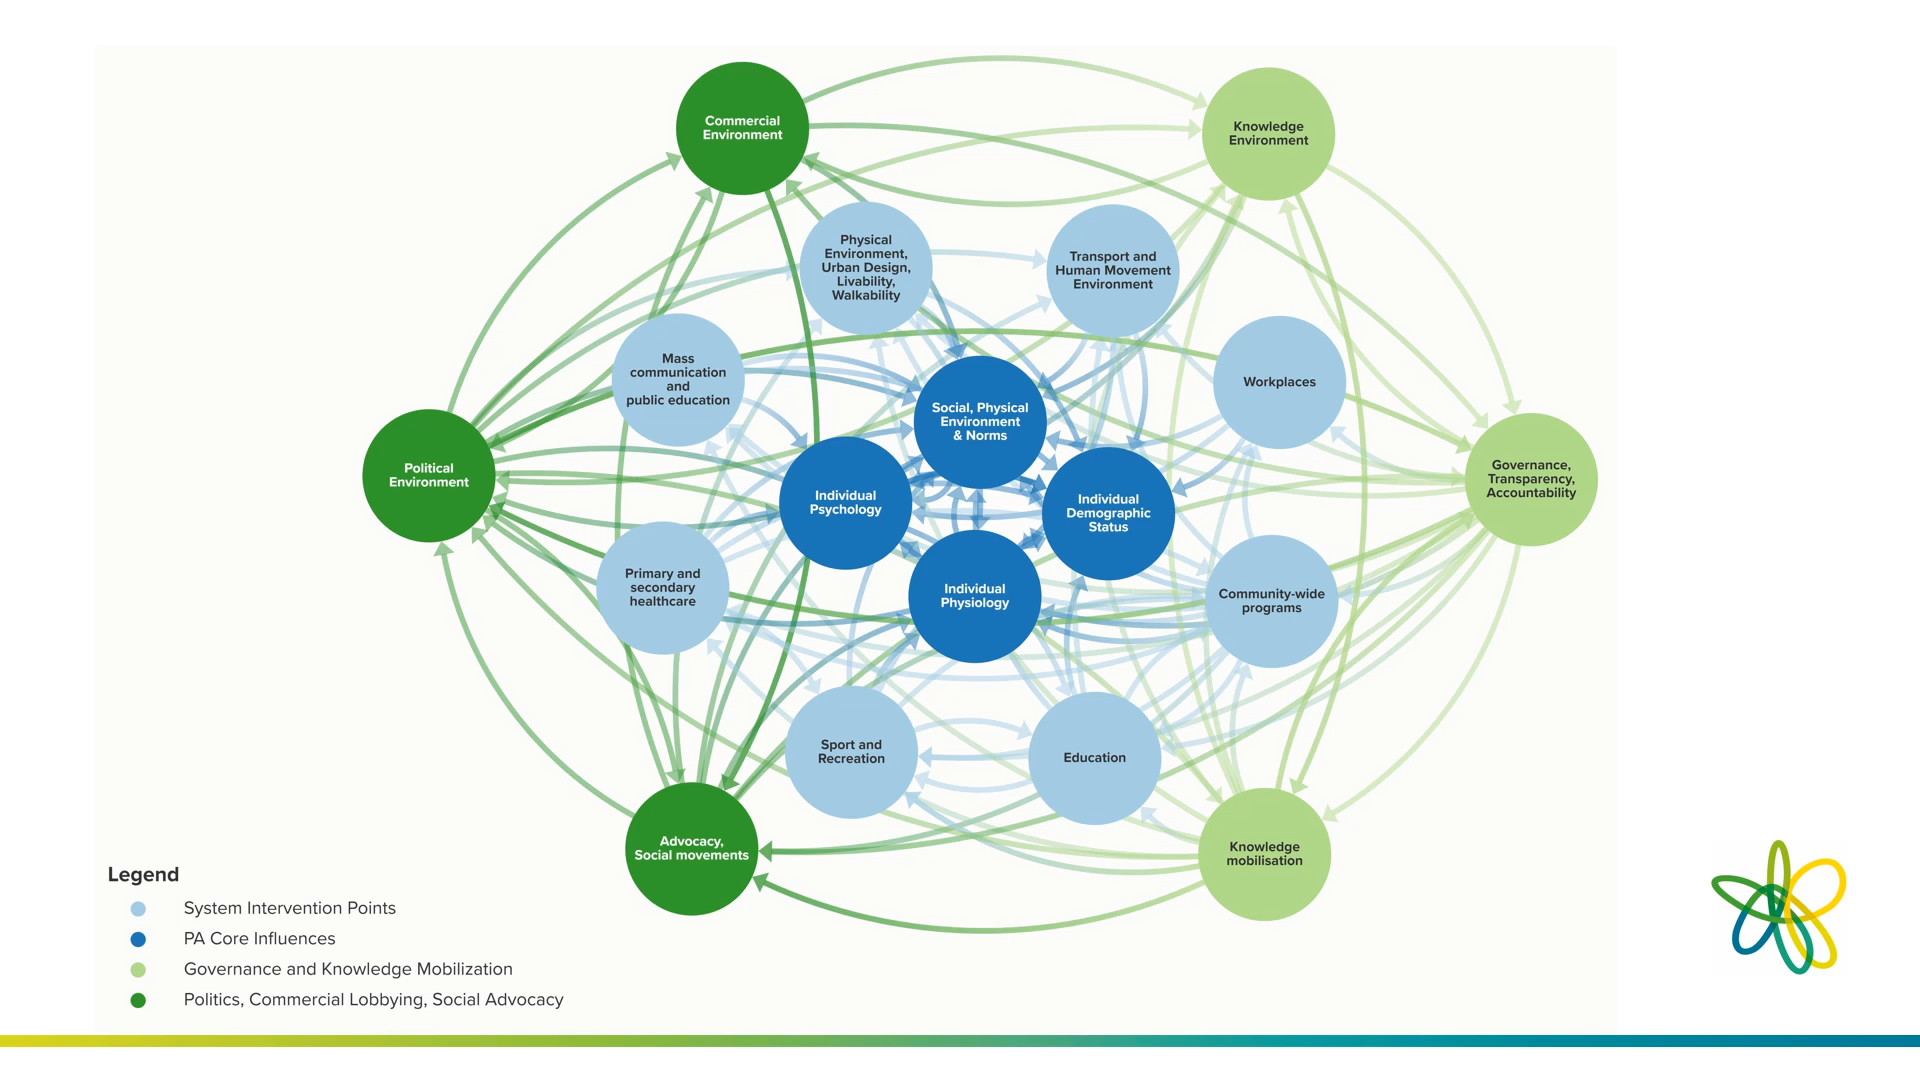 Commercial
Environment
Knowledge
Environment
Physical
Environment,
Urban Design,
Livability,
Walkability
Transport and
Human Movement
Environment
Mass
communication
and
public education
Workplaces
Social, Physical
Environment
& Norms
Political
Environment
Individual
Psychology
Individual
Demographic
Status
Governance,
Transparency,
Accountability
Primary and
secondary
healthcare
Individual
Physiology
Community-wide
programs
Sport and
Recreation
Education
Advocacy,
Social movements
Knowledge
mobilisation
Legend
System Intervention Points
PA Core Influences
Governance and Knowledge Mobilization
Politics, Commercial Lobbying, Social Advocacy